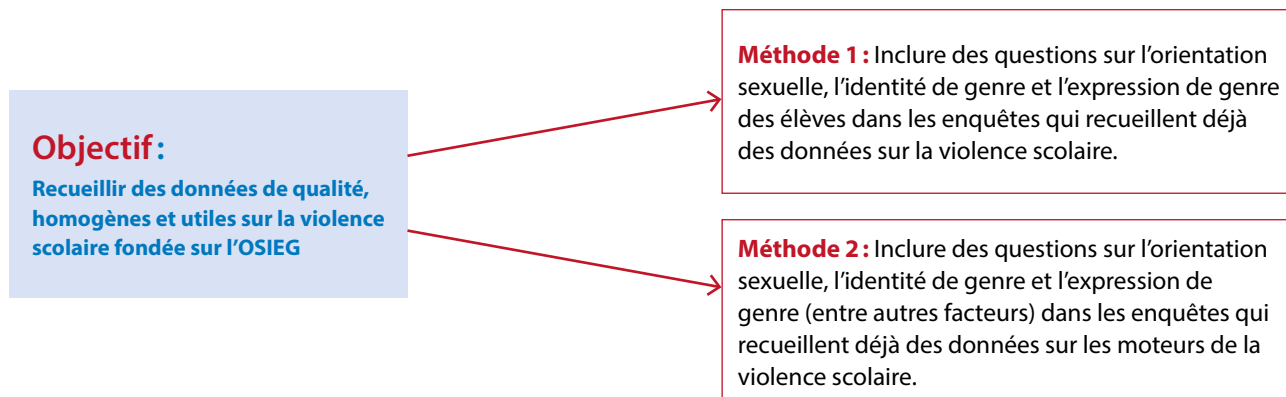 Objectif :
Recueillir des données de qualité,
homogènes et utiles sur la violence
scolaire fondée sur l’OSIEG
Méthode 1 : Inclure des questions sur l’orientation
sexuelle, l’identité de genre et l’expression de genre
des élèves dans les enquêtes qui recueillent déjà
des données sur la violence scolaire.
Méthode 2 : Inclure des questions sur l’orientation
sexuelle, l’identité de genre et l’expression de
genre (entre autres facteurs) dans les enquêtes qui
recueillent déjà des données sur les moteurs de la
violence scolaire.